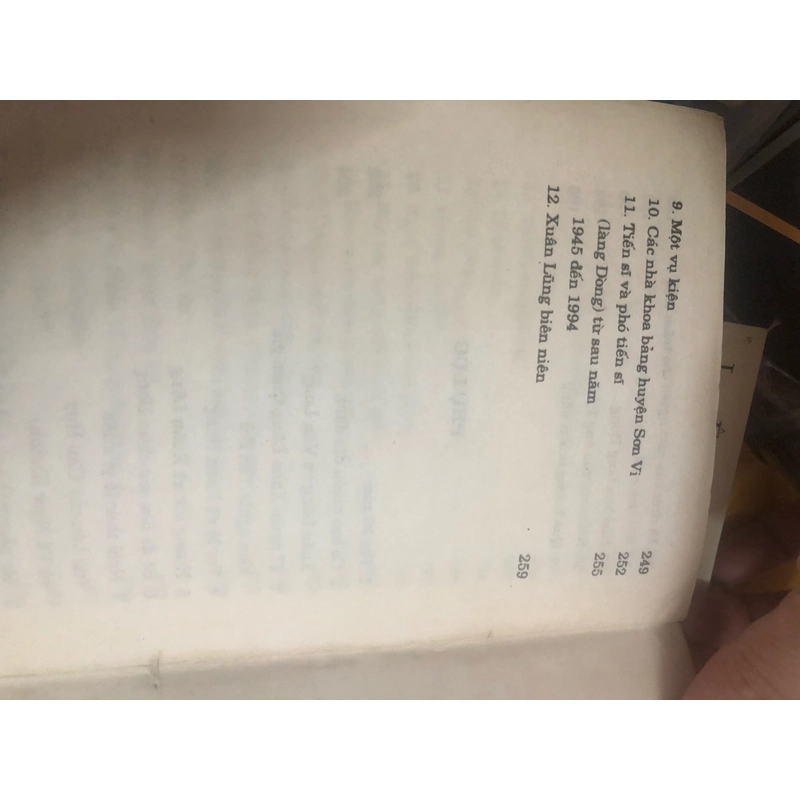 9. Một vụ kiện 249
10. Các nhà khoa bảng huyện Sơn Vi 252
11. Tiến sĩ và phó tiến sĩ
(làng Dòng) từ sau năm
1945 đến 1994 255
12. Xuân Lũng biên niên 259